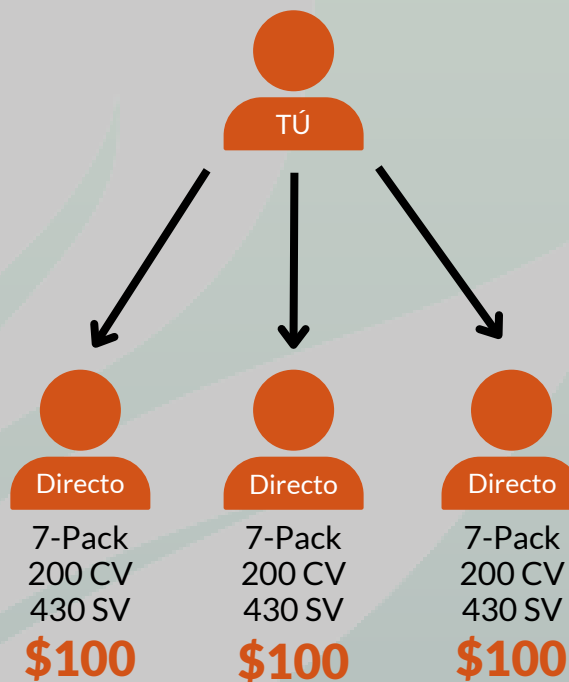 TÚ
Directo
7-Pack
200 CV
430 SV
$100
Directo
7-Pack
200 CV
430 SV
$100
Directo
7-Pack
200 CV
430 SV
$100